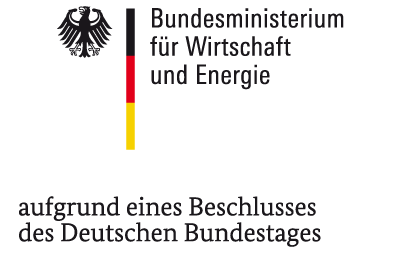 Bundesministerium
für Wirtschaft
und Energie
aufgrund eines Beschlusses
des Deutschen Bundestages